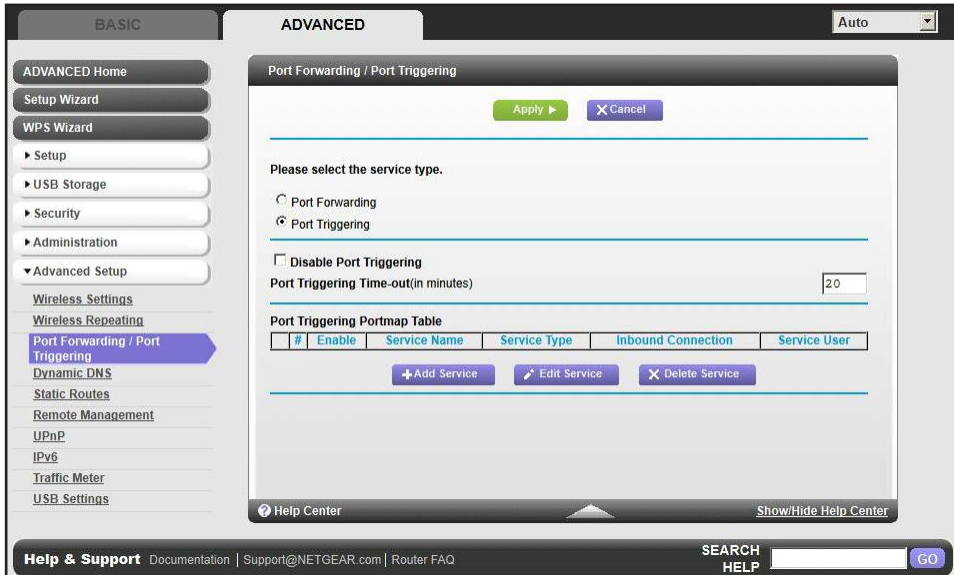 BASIC
ADVANCED
Auto
ADVANCED Home
Setup Wizard
WPS Wizard
Setup
USB Storage
Security
Administration
Advanced Setup
Wireless Settings
Wireless Repeating
Port Forwarding / Port
Triggering
Dynamic DNS
Static Routes
Remote Management
UPnP
IPv6
Traffic Meter
USB Settings
Port Forwarding / Port Triggering
Apply
Cancel
Please select the service type.
Port Forwarding
Port Triggering
Disable Port Triggering
Port Triggering Time-out(in minutes) 20
Port Triggering Portmap Table
# Enable Service Name Service Type Inbound Connection Service User
Add Service Edit Service Delete Service
Help Center Show/Hide Help Center
Help & Support Documentation | Support@NETGEAR.com | Router FAQ
SEARCH
HELP
GO